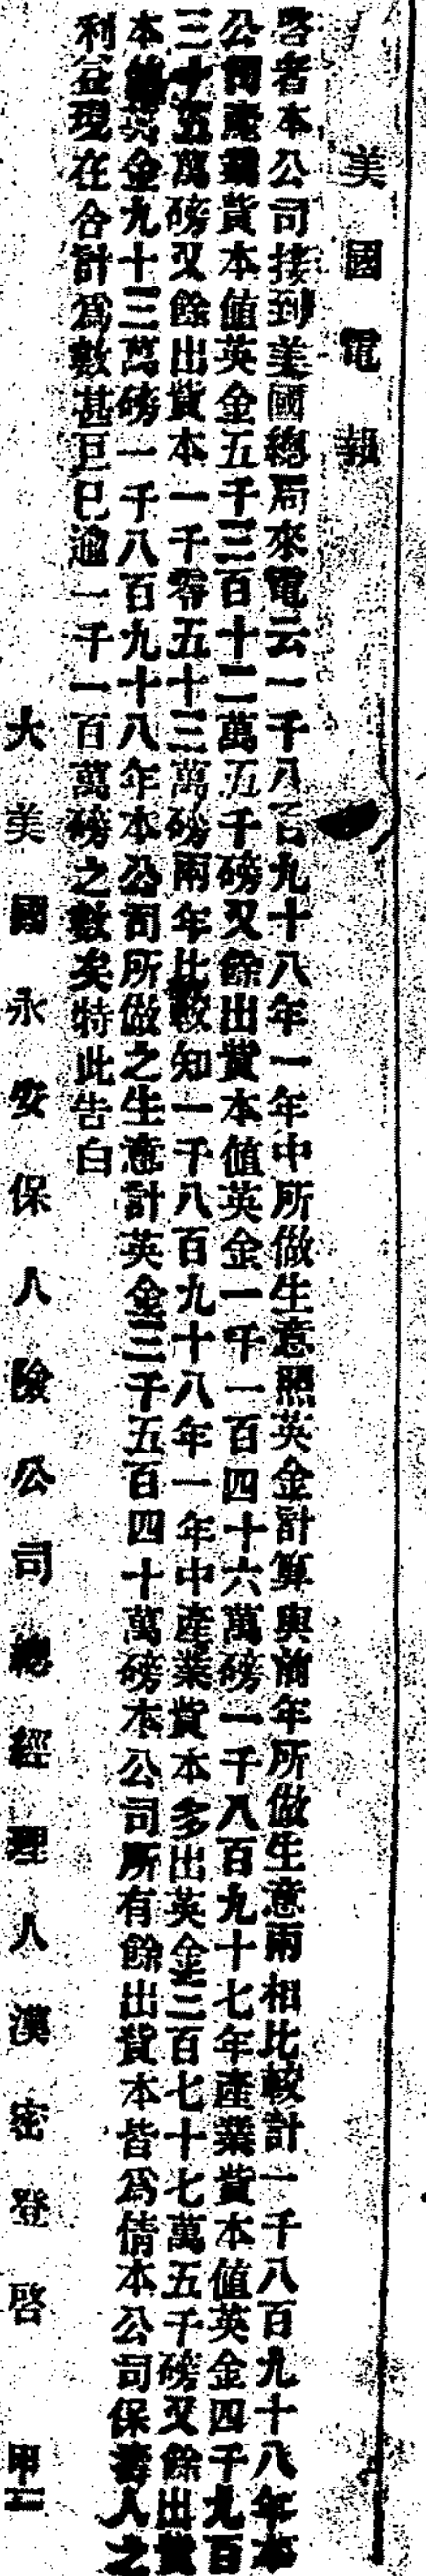 美國電報
啓者本公司接到美國總局來電云一千八百九十八年一年中所做生意照英金計算與前年所做生意兩相比較計一千八百九十八年本
公司產業貲本値英金五千三百十二萬五千磅又餘出貲本値英金一千一百四十六萬磅一千八百九十七年產業貲本値英金四千九百
三十五萬磅又餘出貲本一千零五十三萬磅兩年比較知一千八百九十八年一年中產業貲本多出英金三百七十七萬五千磅又餘出貲
本英金九十三萬磅一千八百九十八年本公司所做之生意計英金三千五百四十萬磅本公司所有餘出貲本皆爲倩本公司保壽人之
利益現在合計爲數甚巨已逾一千一百萬磅之數矣特此告白
大美國永安保人險公司總經理人漢密登啓
甲二